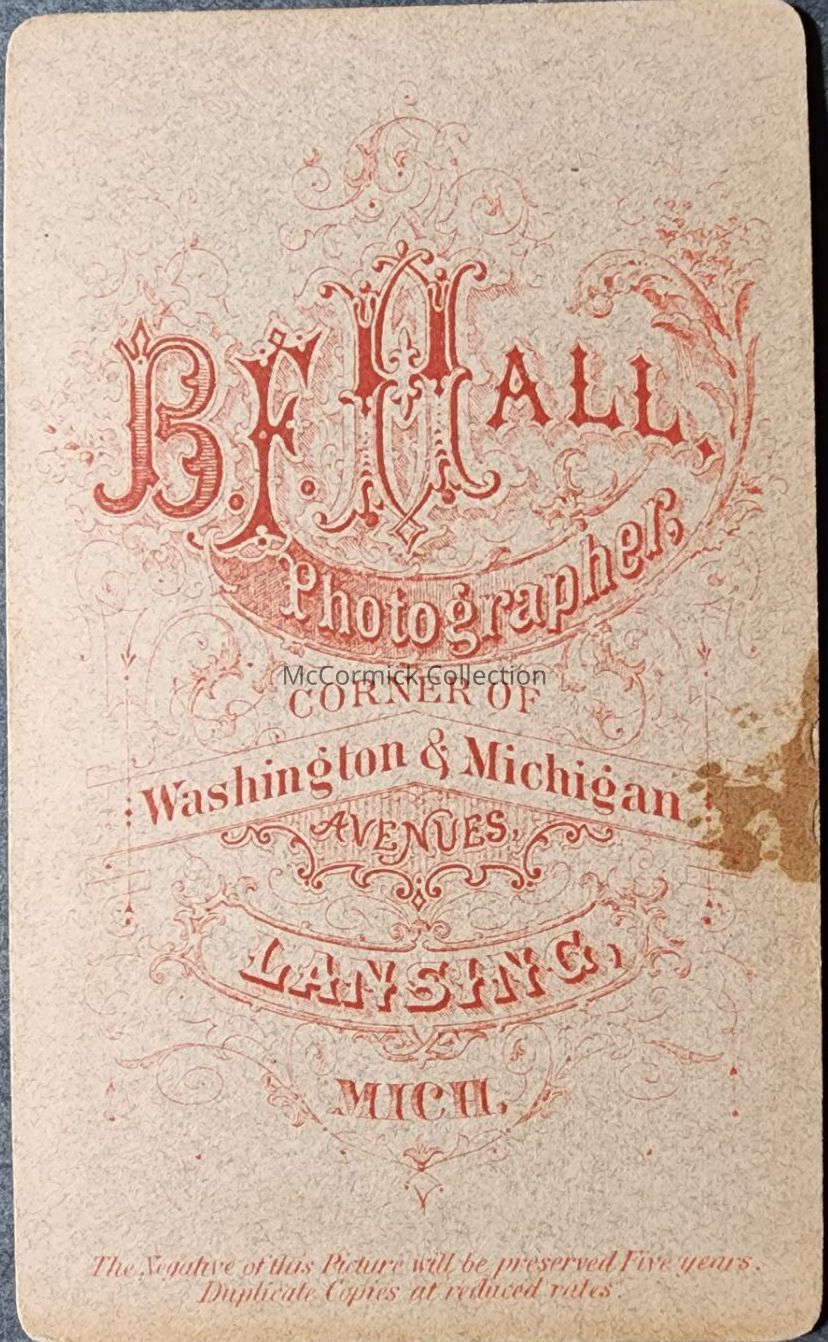 B. F. HALL.
Photographer,
McCormick Collection
CORNER OF
Washington & Michigan
AVENUES,
LANSING,
MICH.
The Negative of this Picture will be preserved Five years.
Duplicate Copies at reduced rates.